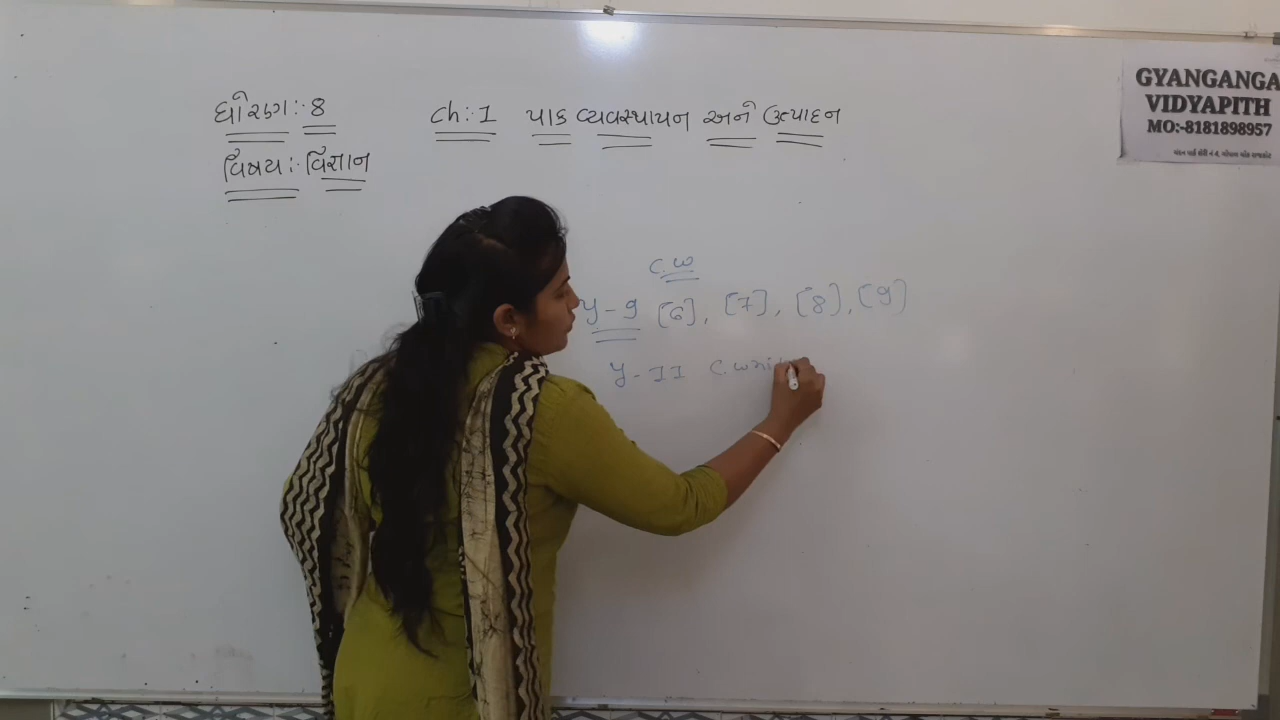 ધોરણ:- 8
ch:- 1 પાક વ્યવસ્થાપન અને ઉત્પાદન
વિષય:- વિજ્ઞાન
GYANGANGA
VIDYAPITH
MO:-8181898957
C.W
પૃ - 9 [6], [7], [8], [9]
પૃ - 11 C.Wમાં